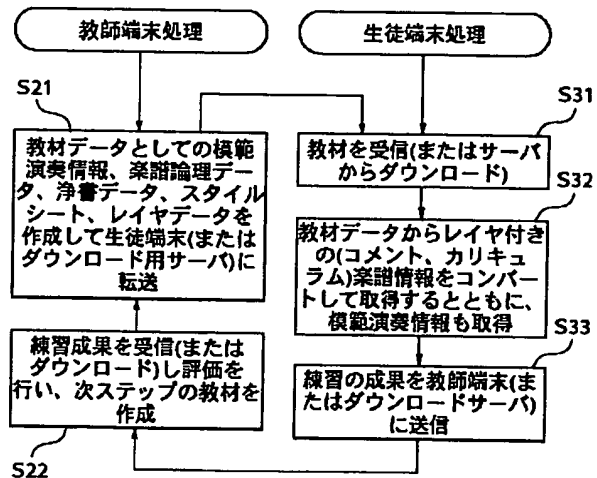 教師端末処理
生徒端末処理
S21
教材データとしての模範
演奏情報、楽譜論理デー
タ、浄書データ、スタイル
シート、レイヤデータを
作成して生徒端末(または
ダウンロード用サーバ)に
転送
S31
教材を受信(またはサーバ
からダウンロード)
S32
教材データからレイヤ付き
の(コメント、カリキュ
ラム)楽譜情報をコンバー
トして取得するとともに、
模範演奏情報も取得
S33
練習の成果を教師端末(ま
たはダウンロードサーバ)
に送信
練習成果を受信(または
ダウンロード)し評価を
行い、次ステップの教材を
作成
S22